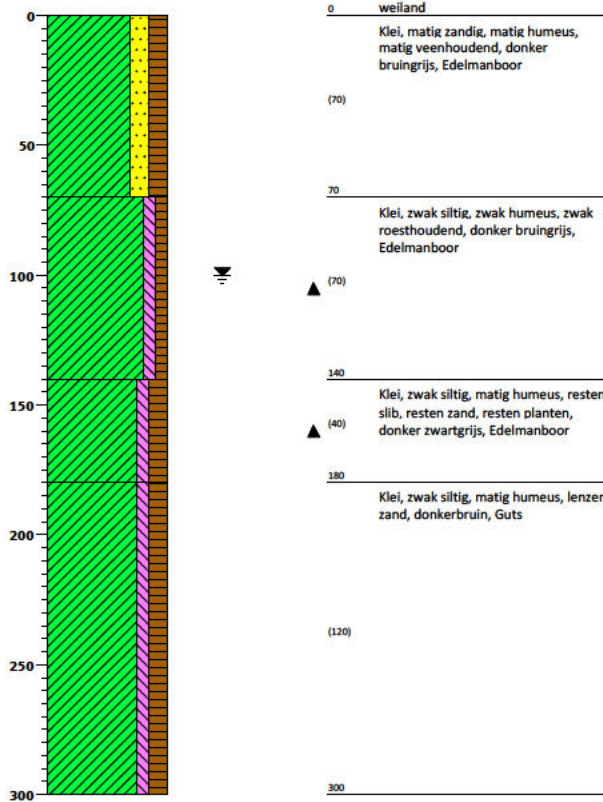 0
0 weiland
Klei, matig zandig, matig humeus,
matig veenhoudend, donker
bruingrijs, Edelmanboor
(70)
50
70
Klei, zwak siltig, zwak humeus, zwak
roesthoudend, donker bruingrijs,
Edelmanboor
100
(70)
140
150
Klei, zwak siltig, matig humeus, resten
slib, resten zand, resten planten,
(40)
donker zwartgrijs, Edelmanboor
180
Klei, zwak siltig, matig humeus, lenzen
zand, donkerbruin, Guts
200
(120)
250
300
300